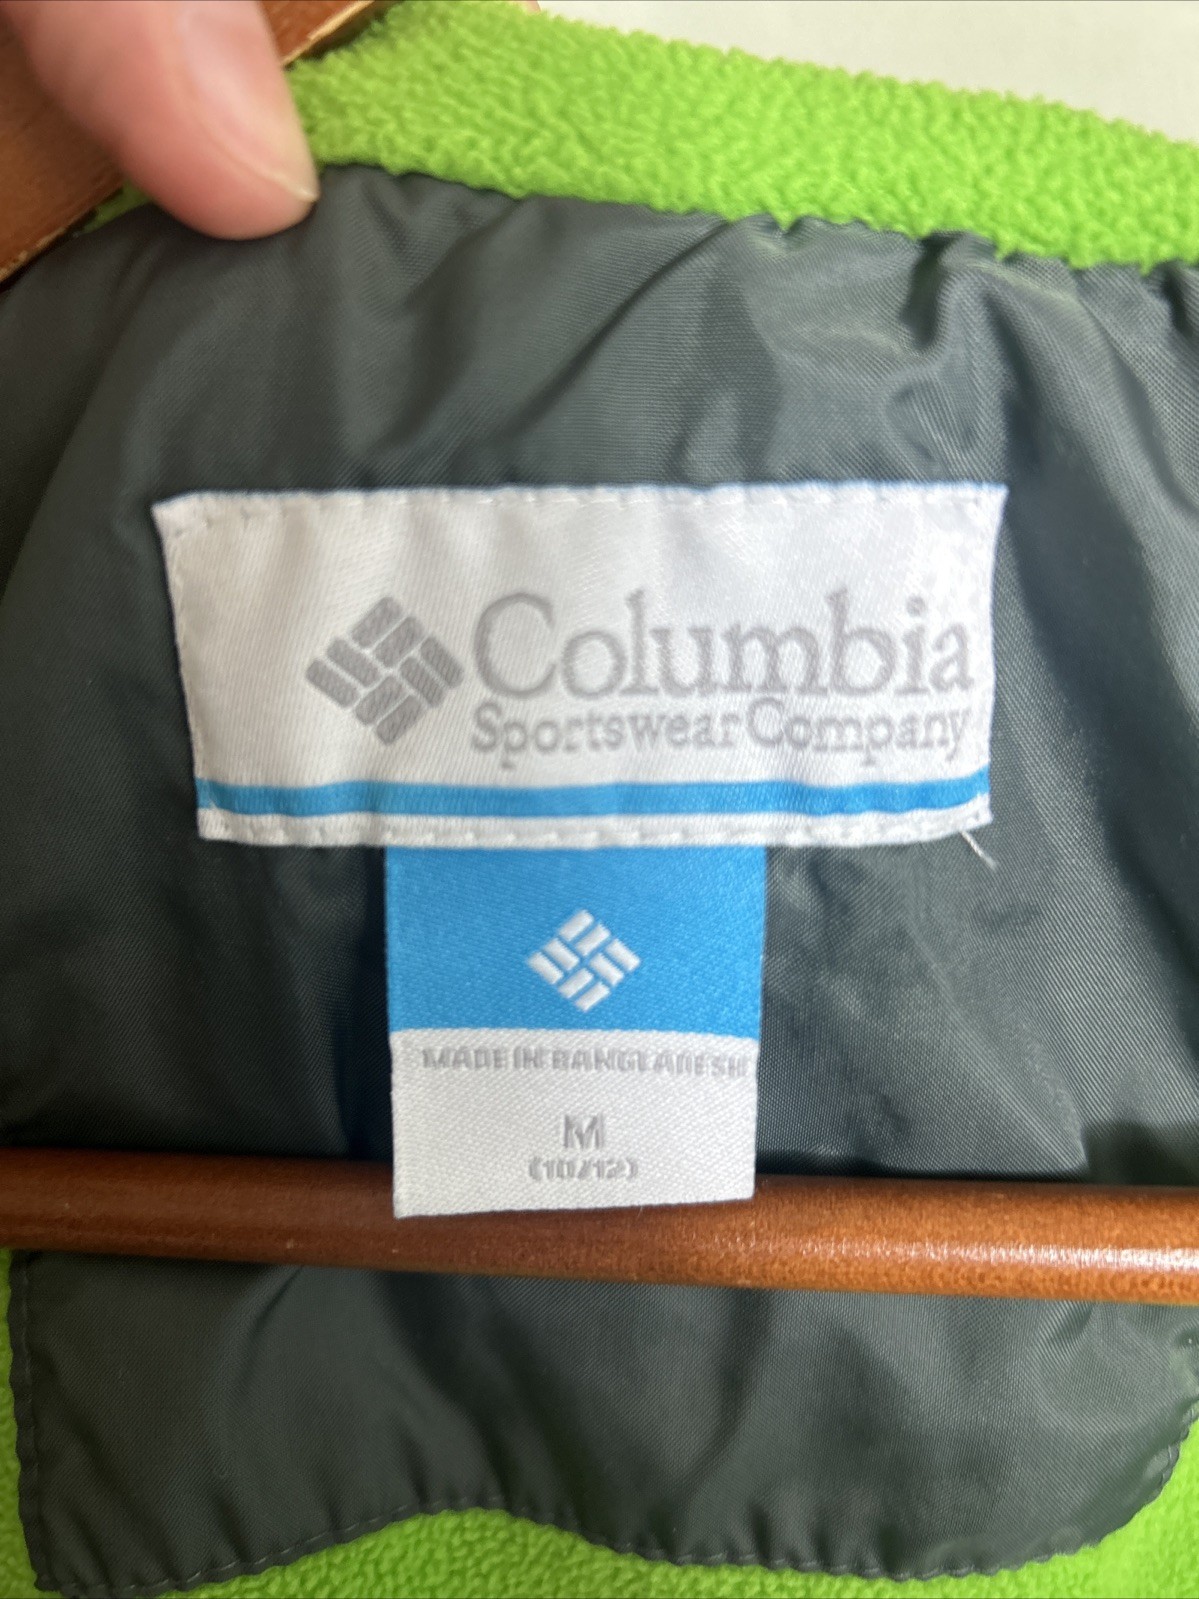 Columbia
Sportswear Company
MADE IN BANGLADESH
M
(10/12)